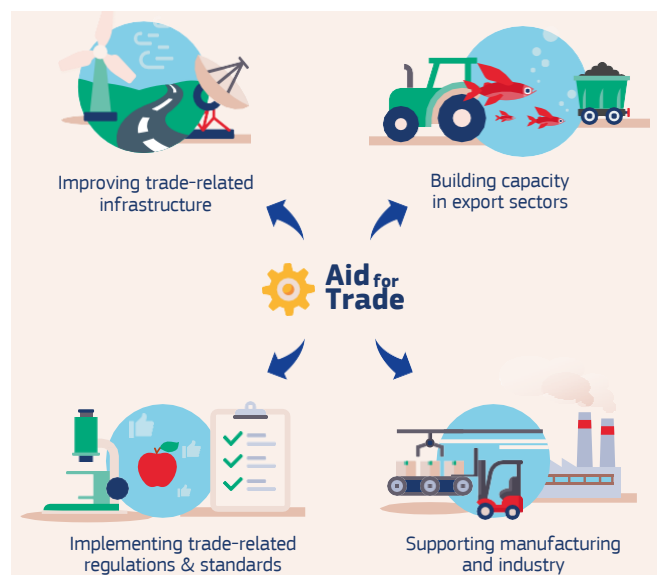 Improving trade-related
infrastructure
Building capacity
in export sectors
Aid for
Trade
Implementing trade-related
regulations & standards
Supporting manufacturing
and industry